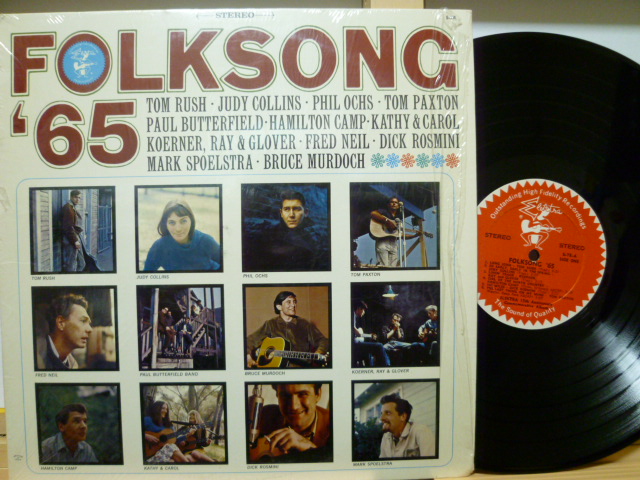 STEREO
FOLKSONG
'65
TOM RUSH · JUDY COLLINS · PHIL OCHS · TOM PAXTON
PAUL BUTTERFIELD · HAMILTON CAMP · KATHY & CAROL
KOERNER, RAY & GLOVER · FRED NEIL · DICK ROSMINI
MARK SPOELSTRA · BRUCE MURDOCH
TOM RUSH
JUDY COLLINS
PHIL OCHS
TOM PAXTON
FRED NEIL
PAUL BUTTERFIELD BAND
BRUCE MURDOCH
KOERNER, RAY & GLOVER
HAMILTON CAMP
KATHY & CAROL
DICK ROSMINI
MARK SPOELSTRA
Outstanding High Fidelity Recordings
Elektra
STEREO
STEREO
FOLKSONG '65
The Sound of Quality